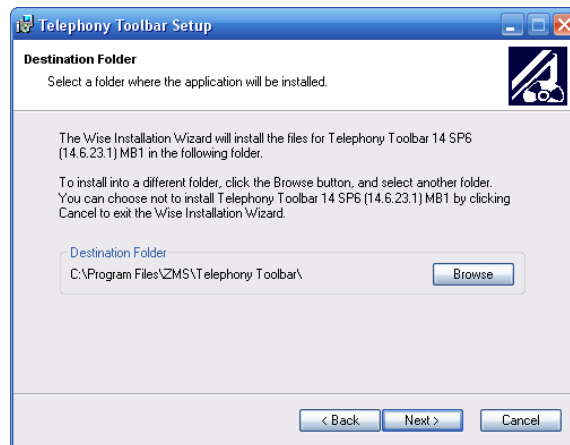 Telephony Toolbar Setup
Destination Folder
Select a folder where the application will be installed.
The Wise Installation Wizard will install the files for Telephony Toolbar 14 SP6
(14.6.23.1) MB1 in the following folder.
To install into a different folder, click the Browse button, and select another folder.
You can choose not to install Telephony Toolbar 14 SP6 (14.6.23.1) MB1 by clicking
Cancel to exit the Wise Installation Wizard.
Destination Folder
C:\Program Files\ZMS\Telephony Toolbar\
Browse
< Back
Next >
Cancel